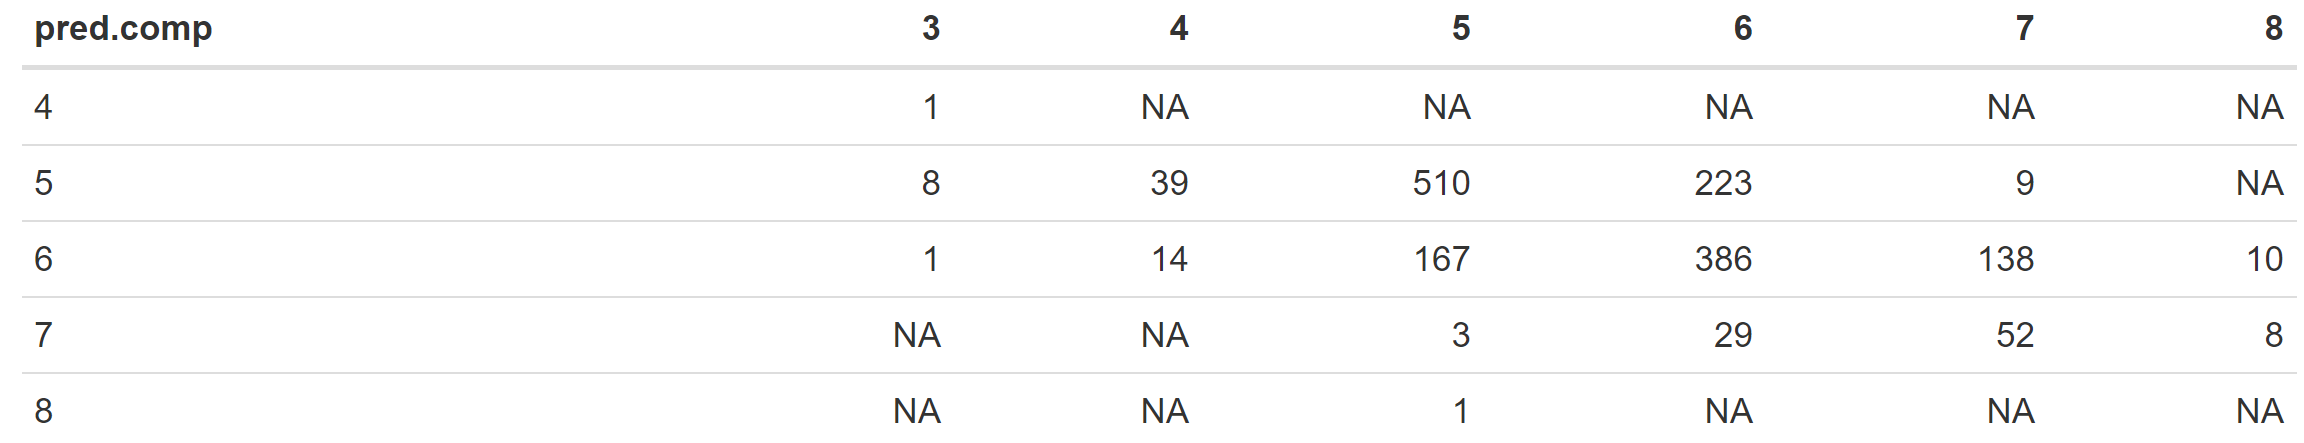 pred.comp 3 4 5 6 7 8
4 1 NA NA NA NA NA
5 8 39 510 223 9 NA
6 1 14 167 386 138 10
7 NA NA 3 29 52 8
8 NA NA 1 NA NA NA